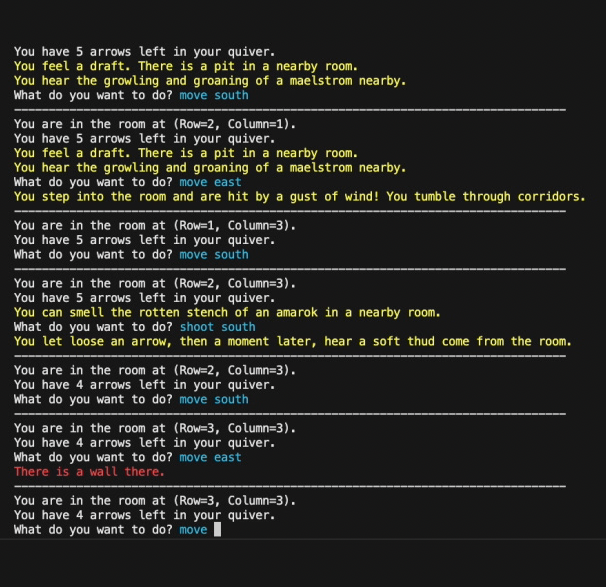 You have 5 arrows left in your quiver.
You feel a draft. There is a pit in a nearby room.
You hear the growling and groaning of a maelstrom nearby.
What do you want to do? move south
You are in the room at (Row=2, Column=1).
You have 5 arrows left in your quiver.
You feel a draft. There is a pit in a nearby room.
You hear the growling and groaning of a maelstrom nearby.
What do you want to do? move east
You step into the room and are hit by a gust of wind! You tumble through corridors.
You are in the room at (Row=1, Column=3).
You have 5 arrows left in your quiver.
What do you want to do? move south
You are in the room at (Row=2, Column=3).
You have 5 arrows left in your quiver.
You can smell the rotten stench of an amarok in a nearby room.
What do you want to do? shoot south
You let loose an arrow, then a moment later, hear a soft thud come from the room.
You are in the room at (Row=2, Column=3).
You have 4 arrows left in your quiver.
What do you want to do? move south
You are in the room at (Row=3, Column=3).
You have 4 arrows left in your quiver.
What do you want to do? move east
There is a wall there.
You are in the room at (Row=3, Column=3).
You have 4 arrows left in your quiver.
What do you want to do? move